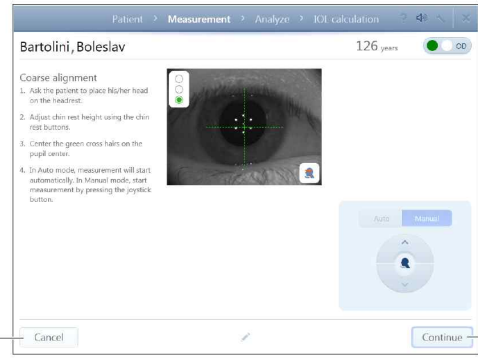 Patient > Measurement > Analyze > IOL calculation ?
Bartolini, Boleslav 126 years OD
Coarse alignment
1. Ask the patient to place his/her head
on the headrest.
2. Adjust chin rest height using the chin
rest buttons.
3. Center the green cross hairs on the
pupil center.
4. In Auto mode, measurement will start
automatically. In Manual mode, start
measurement by pressing the joystick
button.
Auto Manual
Cancel Continue